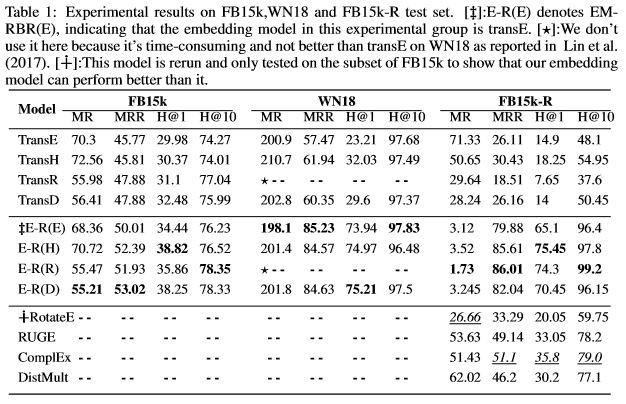 Table 1: Experimental results on FB15k,WN18 and FB15k-R test set. [‡]:E-R(E) denotes EM-
RBR(E), indicating that the embedding model in this experimental group is transE. [⋆]:We don't
use it here because it's time-consuming and not better than transE on WN18 as reported in Lin et al.
(2017). [┼]:This model is rerun and only tested on the subset of FB15k to show that our embedding
model can perform better than it.
Model FB15k WN18 FB15k-R
MR MRR H@1 H@10 MR MRR H@1 H@10 MR MRR H@1 H@10
TransE 70.3 45.77 29.98 74.27 200.9 57.47 23.21 97.68 71.33 26.11 14.9 48.1
TransH 72.56 45.81 30.37 74.01 210.7 61.94 32.03 97.49 50.65 30.43 18.25 54.95
TransR 55.98 47.88 31.1 77.04 ⋆ - - - - - - - - 29.64 18.51 7.65 37.6
TransD 56.41 47.88 32.48 75.99 202.8 60.35 29.6 97.37 28.24 26.16 14 50.45
‡E-R(E) 68.36 50.01 34.44 76.23 198.1 85.23 73.94 97.83 3.12 79.88 65.1 96.4
E-R(H) 70.72 52.39 38.82 76.52 201.4 84.57 74.97 96.48 3.52 85.61 75.45 97.8
E-R(R) 55.47 51.93 35.86 78.35 ⋆ - - - - - - - - 1.73 86.01 74.3 99.2
E-R(D) 55.21 53.02 38.25 78.33 201.8 84.63 75.21 97.5 3.245 82.04 70.45 96.15
┼RotatE - - - - - - - - - - - - - - - - 26.66 33.29 20.05 59.75
RUGE - - - - - - - - - - - - - - - - 53.63 49.14 33.05 78.2
ComplEx - - - - - - - - - - - - - - - - 51.43 51.1 35.8 79.0
DistMult - - - - - - - - - - - - - - - - 62.02 46.2 30.2 77.1